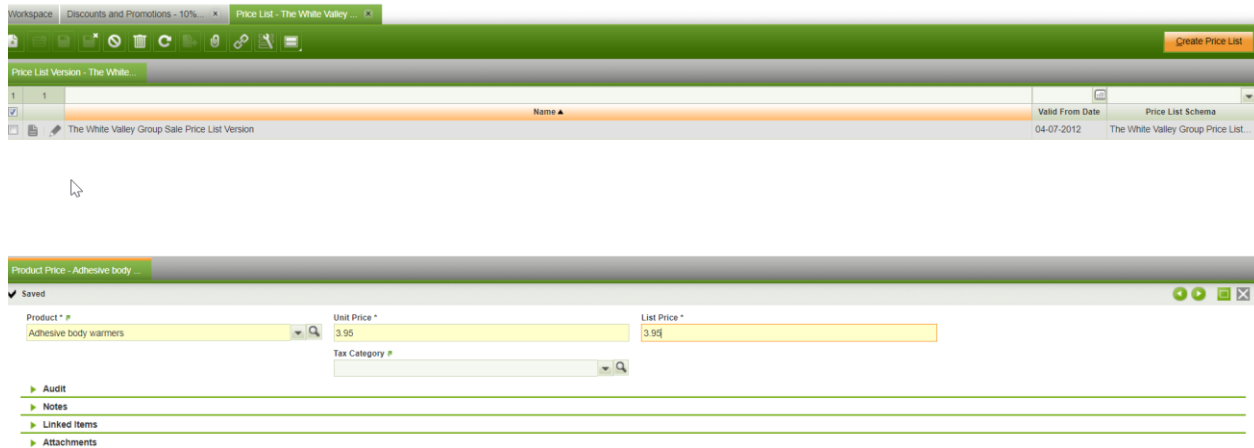 Workspace Discounts and Promotions - 10%... × Price List - The White Valley ... ×
Create Price List
Price List Version - The White...
1 1
Name Valid From Date Price List Schema
The White Valley Group Sale Price List Version 04-07-2012 The White Valley Group Price List...
Product Price - Adhesive body ...
Saved
Product * Unit Price * List Price *
Adhesive body warmers 3.95 3.95
Tax Category
Audit
Notes
Linked Items
Attachments